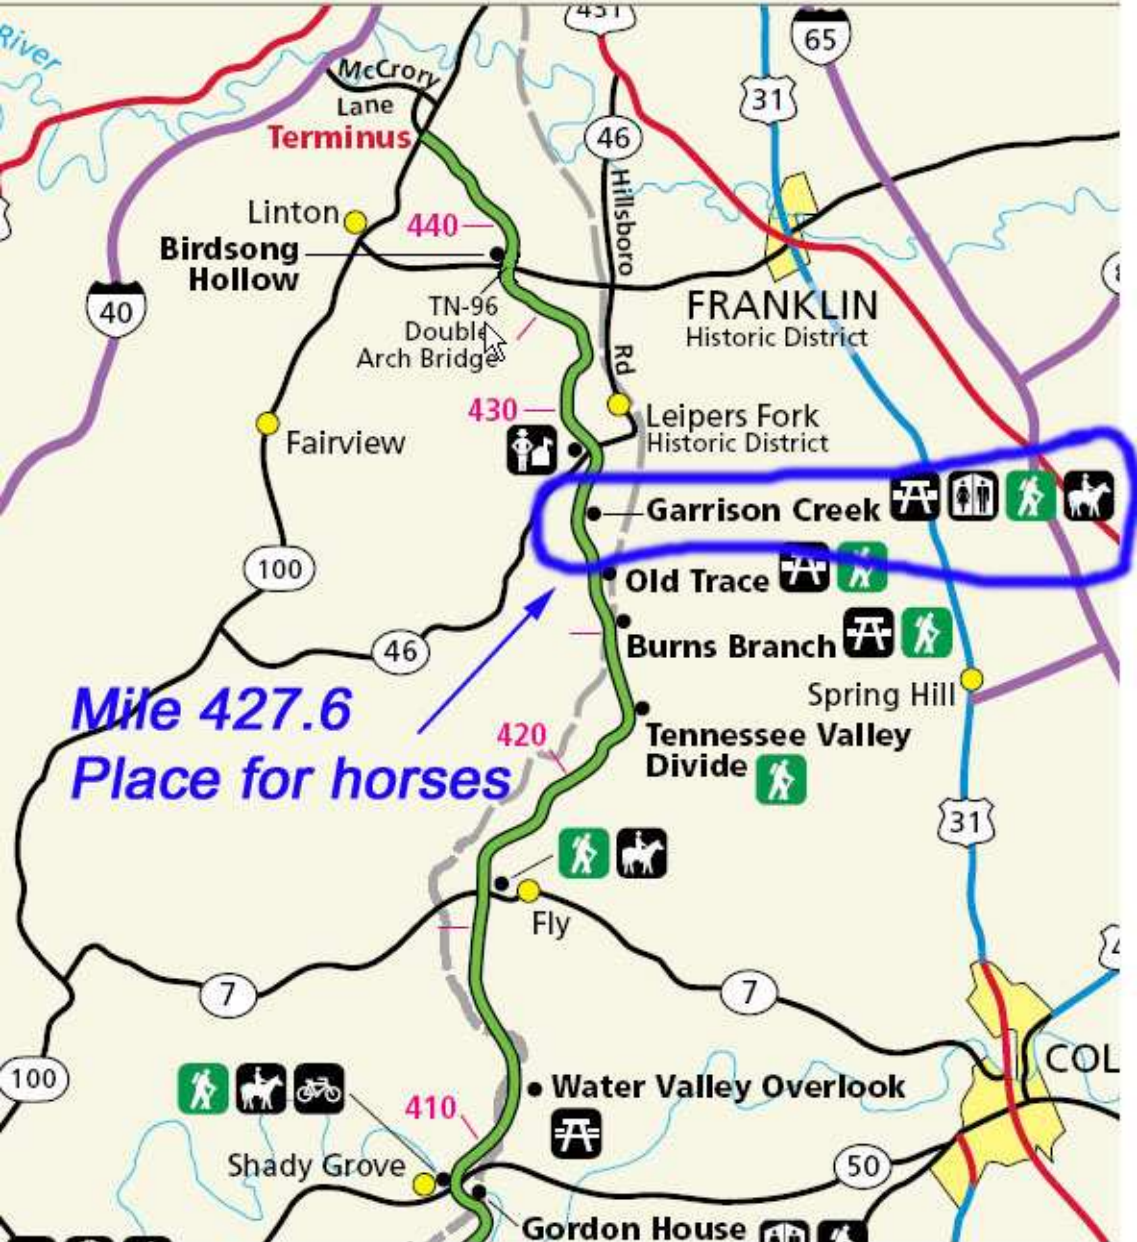 River
McCrory
Lane
Terminus
431
65
31
46
Hillsboro
Rd
Linton
440
Birdsong
Hollow
40
TN-96
Double
Arch Bridge
FRANKLIN
Historic District
430
Leipers Fork
Historic District
Fairview
Garrison Creek
100
Old Trace
46
Burns Branch
Spring Hill
Mile 427.6
Place for horses
420
Tennessee Valley
Divide
31
Fly
7
7
100
COL
410
Water Valley Overlook
Shady Grove
50
Gordon House